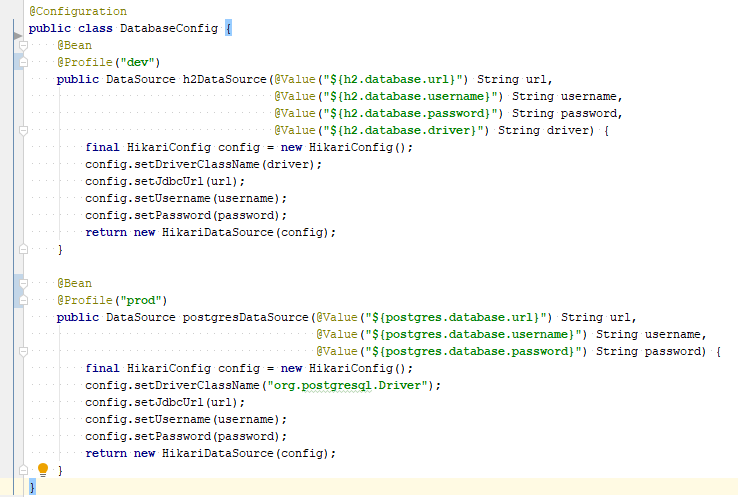 @Configuration
public class DatabaseConfig {
    @Bean
    @Profile("dev")
    public DataSource h2DataSource(@Value("${h2.database.url}") String url,
                                   @Value("${h2.database.username}") String username,
                                   @Value("${h2.database.password}") String password,
                                   @Value("${h2.database.driver}") String driver) {
        final HikariConfig config = new HikariConfig();
        config.setDriverClassName(driver);
        config.setJdbcUrl(url);
        config.setUsername(username);
        config.setPassword(password);
        return new HikariDataSource(config);
    }

    @Bean
    @Profile("prod")
    public DataSource postgresDataSource(@Value("${postgres.database.url}") String url,
                                         @Value("${postgres.database.username}") String username,
                                         @Value("${postgres.database.password}") String password) {
        final HikariConfig config = new HikariConfig();
        config.setDriverClassName("org.postgresql.Driver");
        config.setJdbcUrl(url);
        config.setUsername(username);
        config.setPassword(password);
        return new HikariDataSource(config);
    }
}